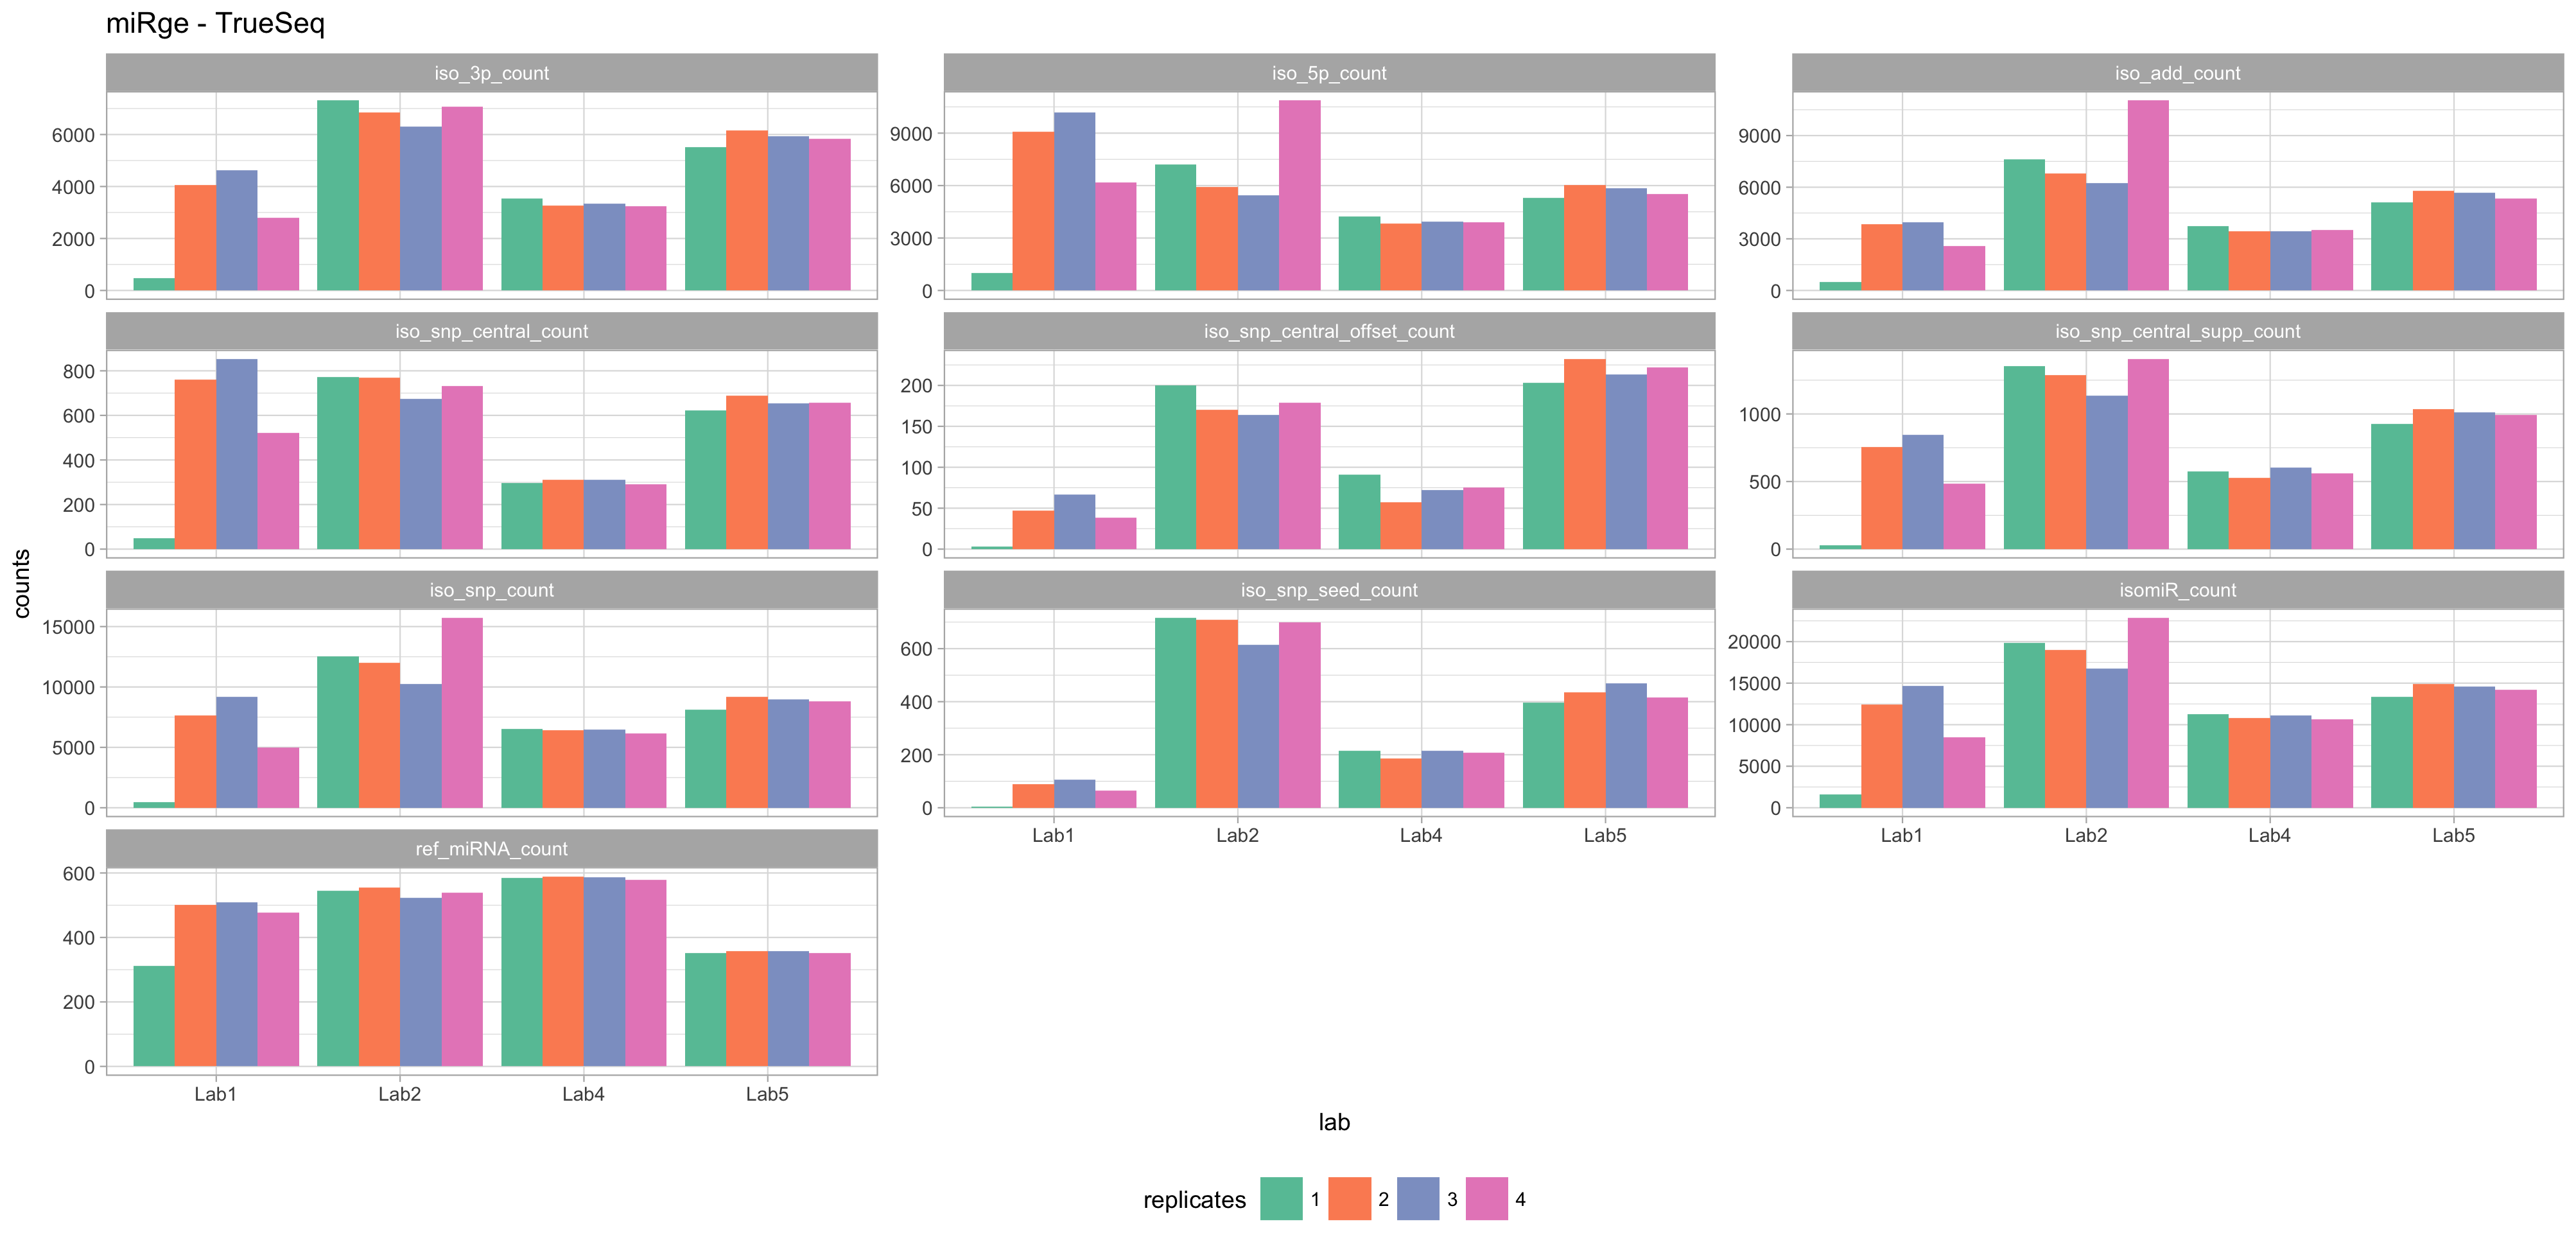 miRge - TrueSeq
iso_3p_count
iso_5p_count
iso_add_count
6000
4000
2000
0
9000
6000
3000
0
9000
6000
3000
0
iso_snp_central_count
iso_snp_central_offset_count
iso_snp_central_supp_count
800
600
400
200
0
200
150
100
50
0
1000
500
0
counts
iso_snp_count
iso_snp_seed_count
isomiR_count
15000
10000
5000
0
600
400
200
0
20000
15000
10000
5000
0
Lab1 Lab2 Lab4 Lab5
Lab1 Lab2 Lab4 Lab5
ref_miRNA_count
600
400
200
0
Lab1 Lab2 Lab4 Lab5
lab
replicates 1 2 3 4